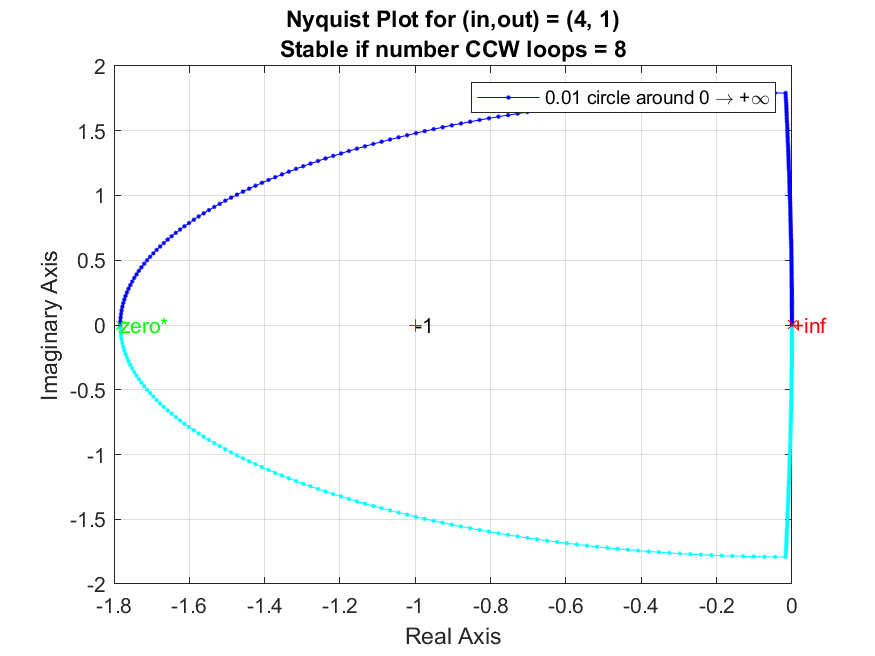 Nyquist Plot for (in,out) = (4, 1)
Stable if number CCW loops = 8
0.01 circle around 0 → +∞
2
1.5
1
0.5
0
-0.5
-1
-1.5
-2
Imaginary Axis
zero*
-1
+inf
-1.8 -1.6 -1.4 -1.2 -1 -0.8 -0.6 -0.4 -0.2 0
Real Axis